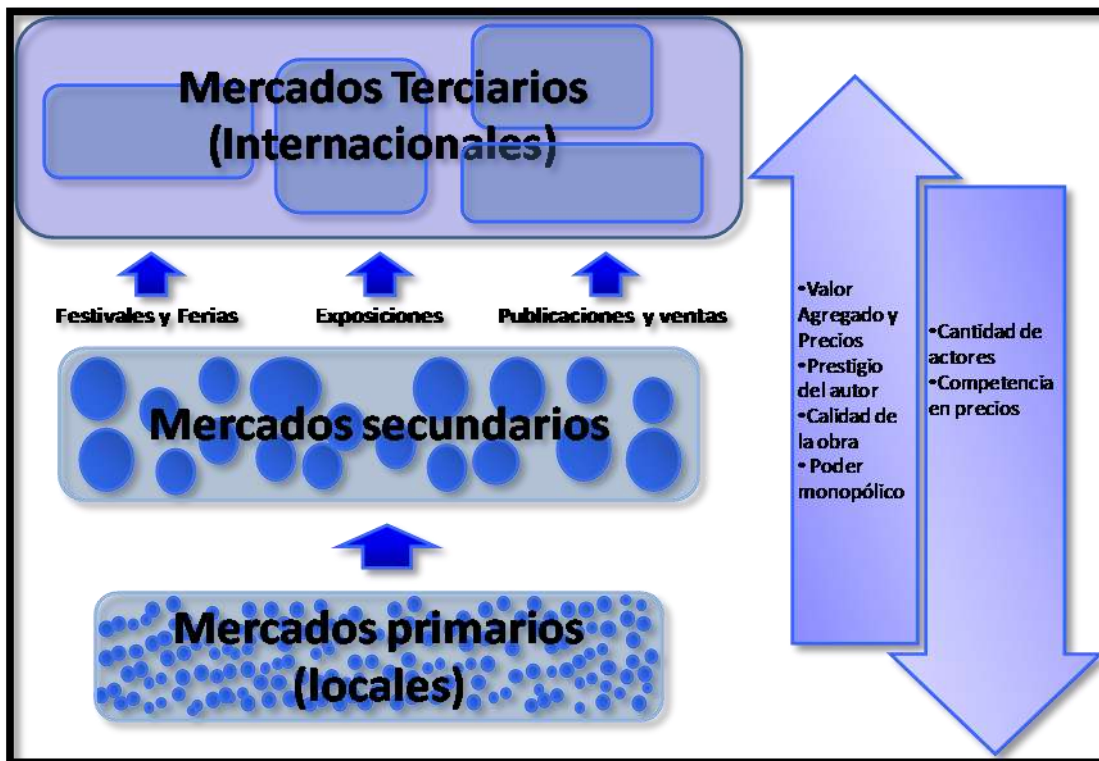 Mercados Terciarios
(Internacionales)
Festivales y Ferias
Exposiciones
Publicaciones y ventas
Mercados secundarios
Mercados primarios
(locales)
•Valor
Agregado y
Precios
•Prestigio
del autor
•Calidad de
la obra
• Poder
monopólico
•Cantidad de
actores
•Competencia
en precios